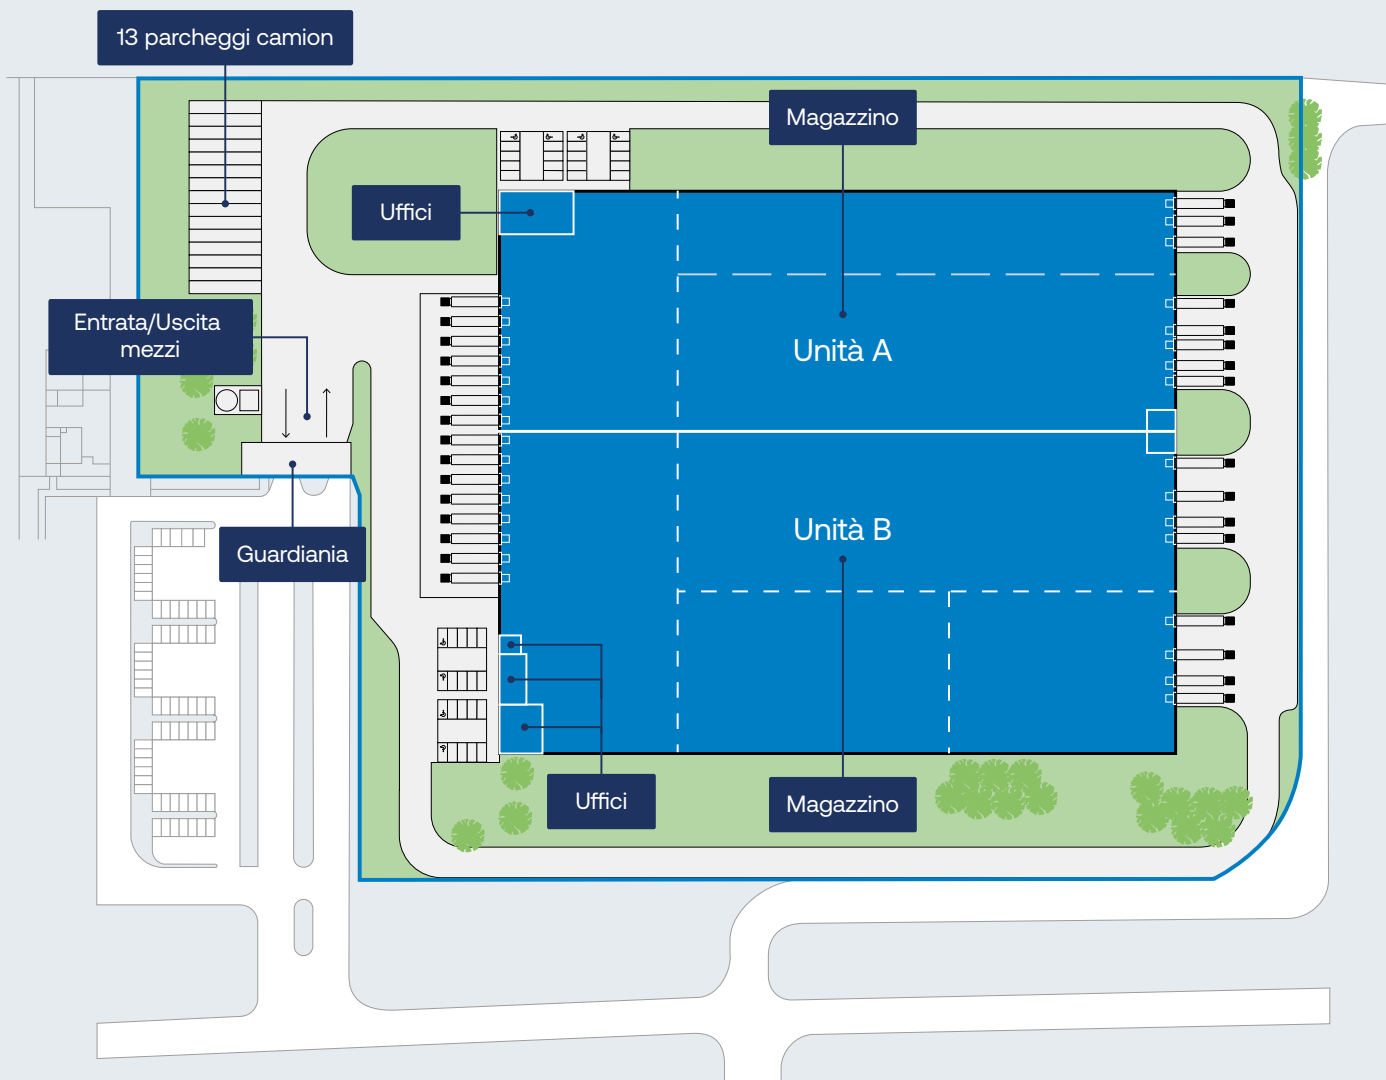 13 parcheggi camion
Magazzino
Uffici
Entrata/Uscita
mezzi
Unità A
Unità B
Guardiania
Uffici
Magazzino